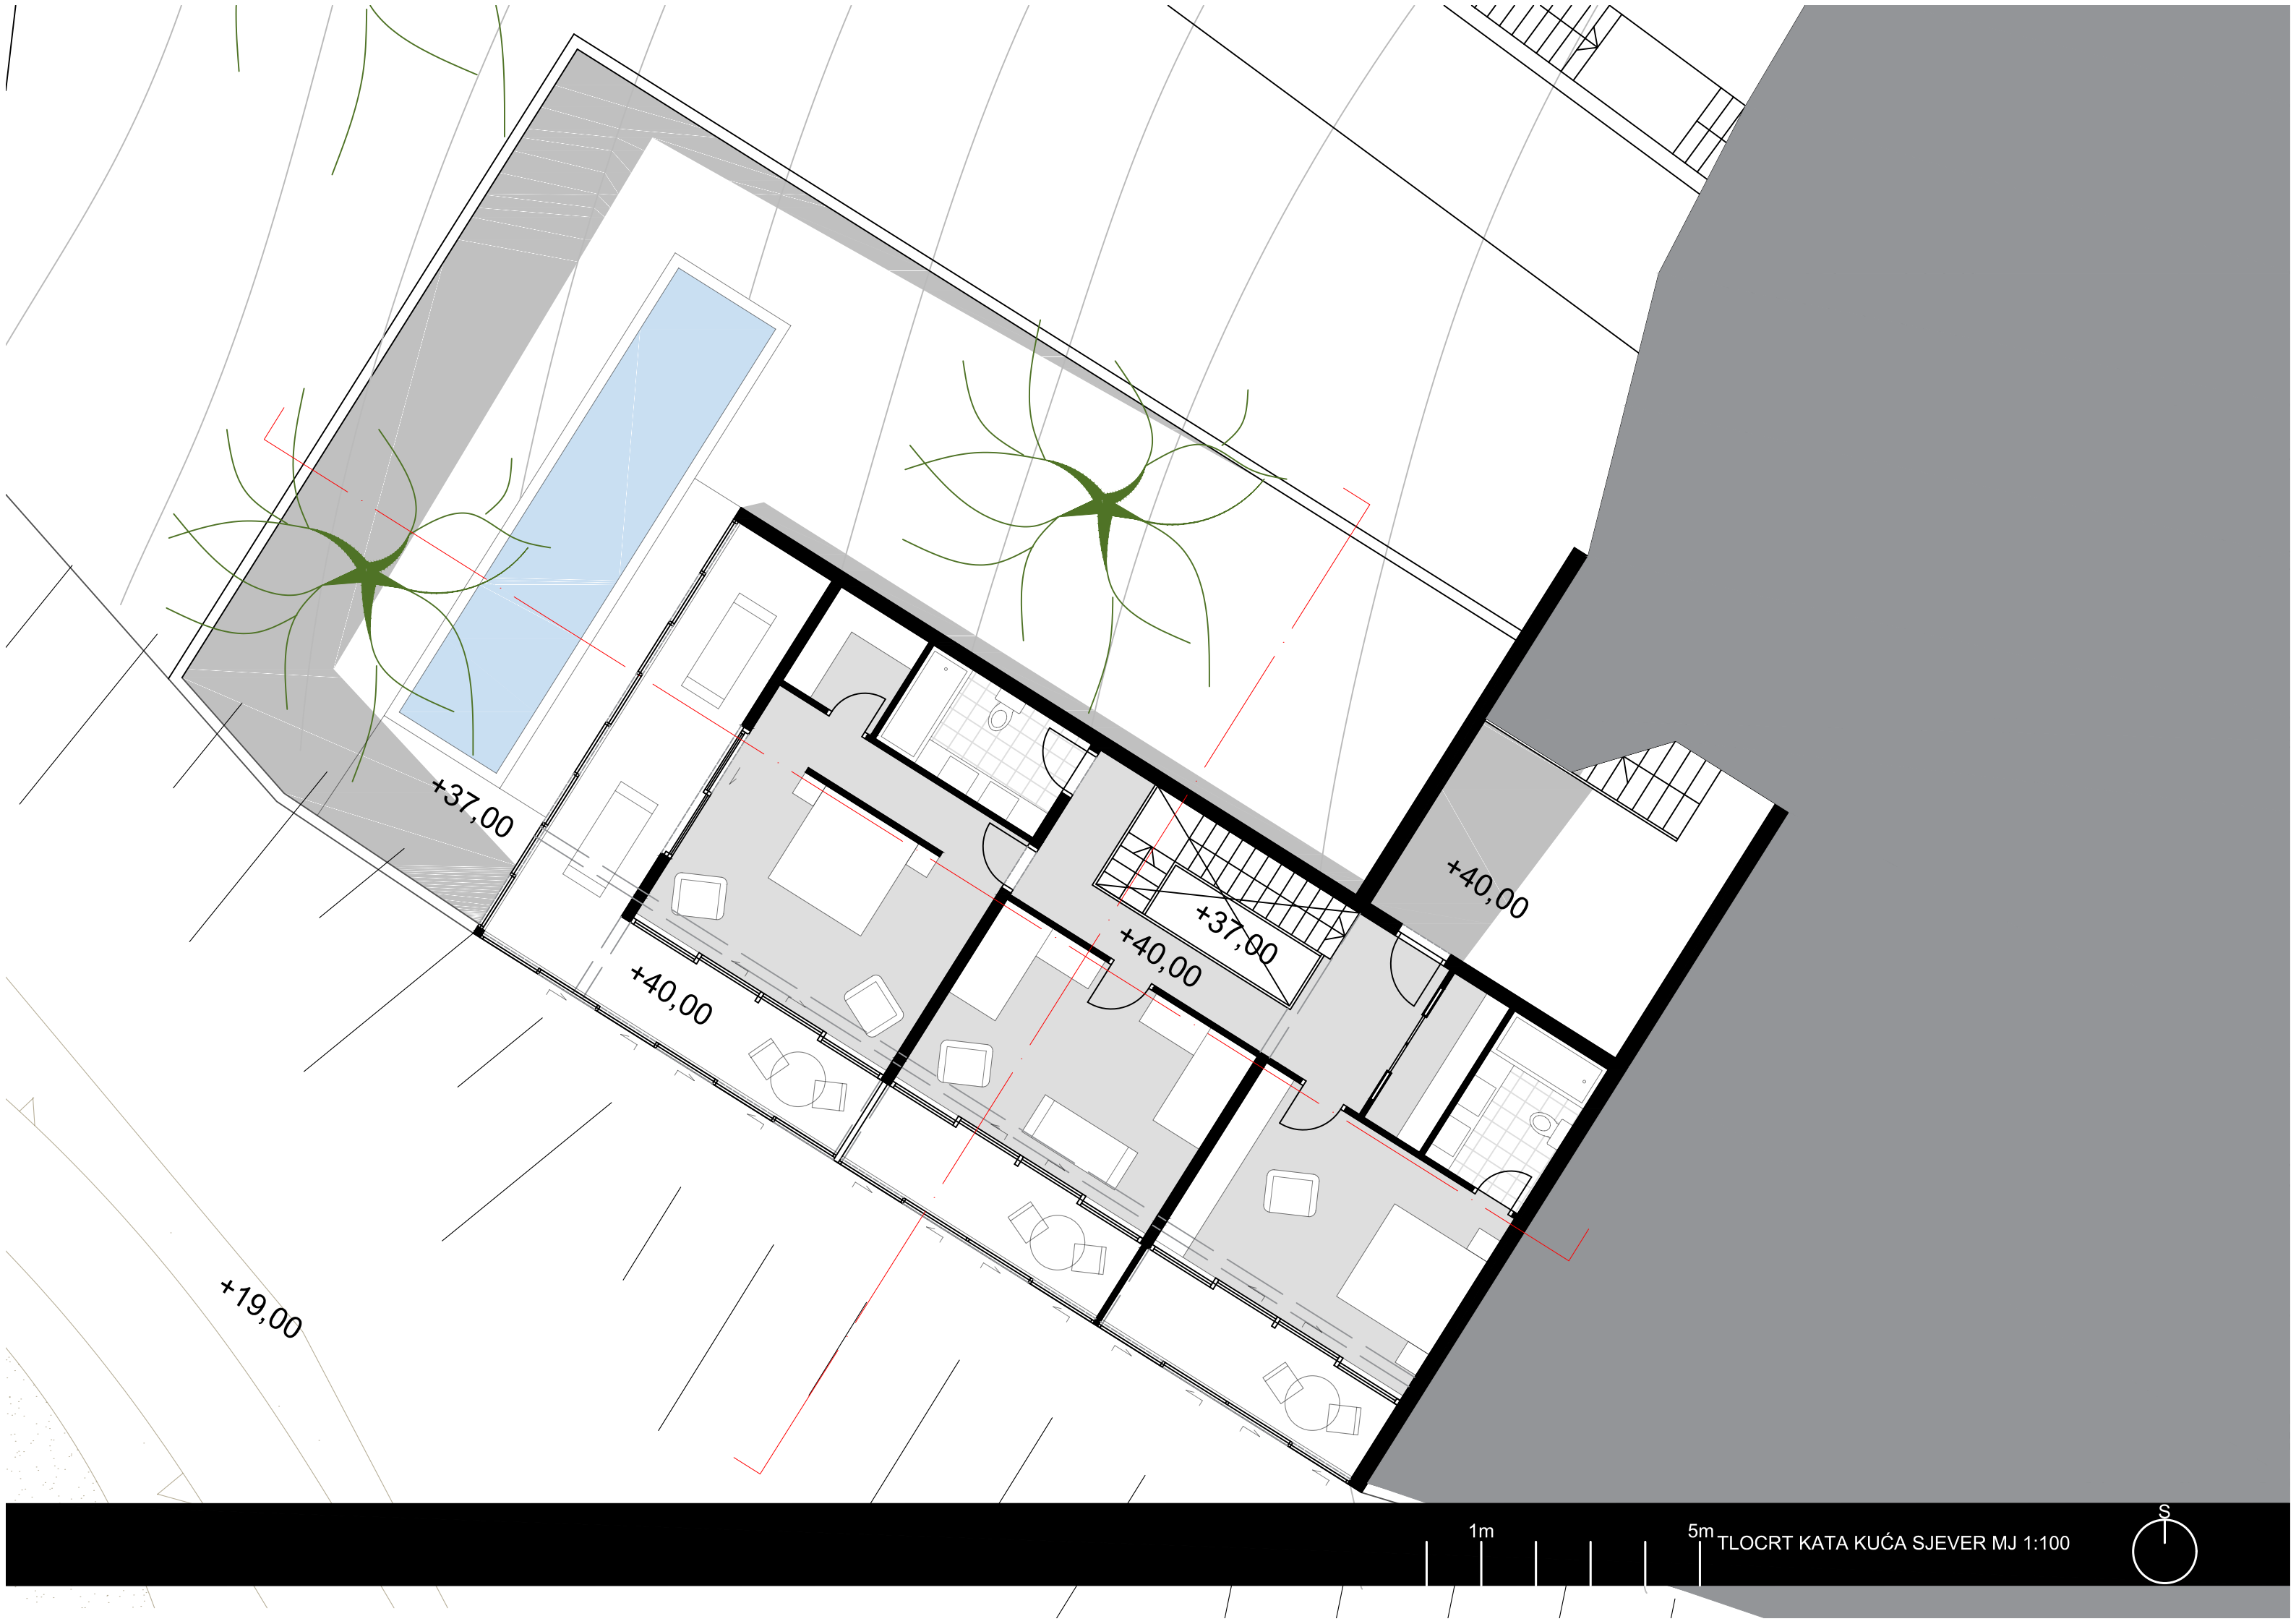 +37,00
+40,00
+37,00
+40,00
+40,00
+19,00
1m
5m
TLOCRT KATA KUĆA SJEVER MJ 1:100
S